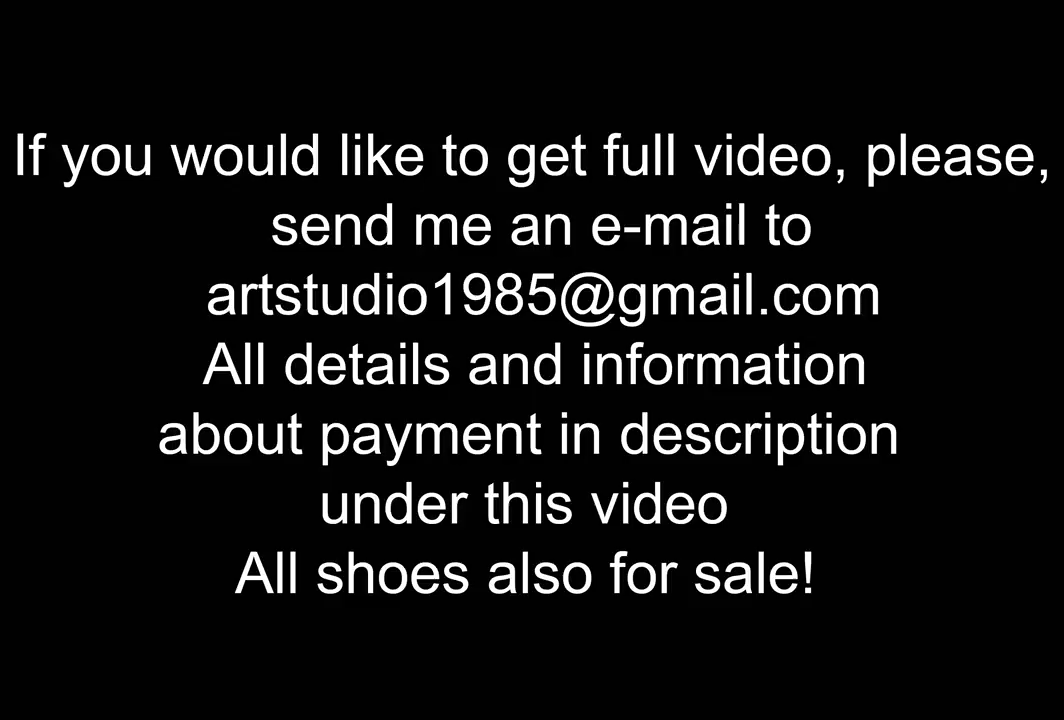 If you would like to get full video, please,
send me an e-mail to
artstudio1985@gmail.com
All details and information
about payment in description
under this video
All shoes also for sale!